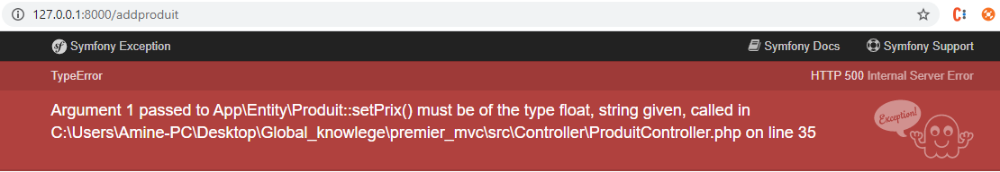 127.0.0.1:8000/addproduit
Symfony Exception
Symfony Docs
Symfony Support
TypeError
HTTP 500 Internal Server Error
Argument 1 passed to App\Entity\Produit::setPrix() must be of the type float, string given, called in
C:\Users\Amine-PC\Desktop\Global_knowlege\premier_mvc\src\Controller\ProduitController.php on line 35
Exception!